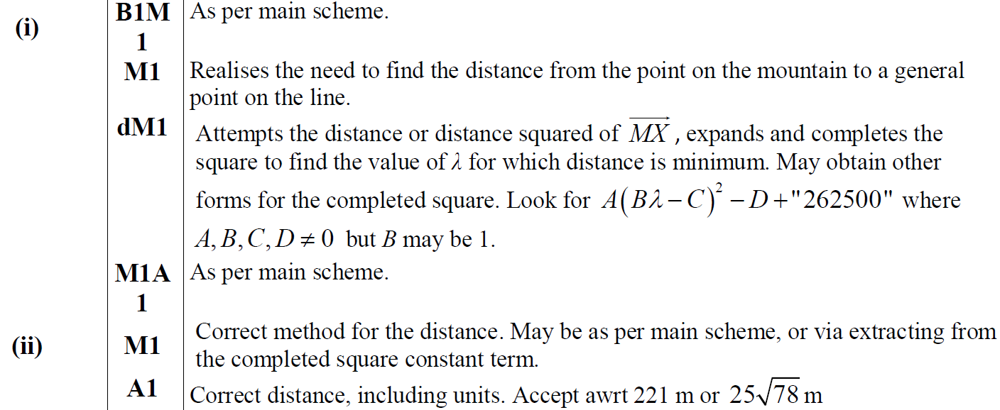 (i)
B1M As per main scheme.
1
M1 Realises the need to find the distance from the point on the mountain to a general
point on the line.
dM1 Attempts the distance or distance squared of $\overrightarrow{MX}$, expands and completes the
square to find the value of λ for which distance is minimum. May obtain other
forms for the completed square. Look for $A(B\lambda - C)^2 - D + "262500"$ where
$A, B, C, D \neq 0$ but B may be 1.
M1A As per main scheme.
1
(ii)
M1 Correct method for the distance. May be as per main scheme, or via extracting from
the completed square constant term.
A1 Correct distance, including units. Accept awrt 221 m or $25\sqrt{78}$ m